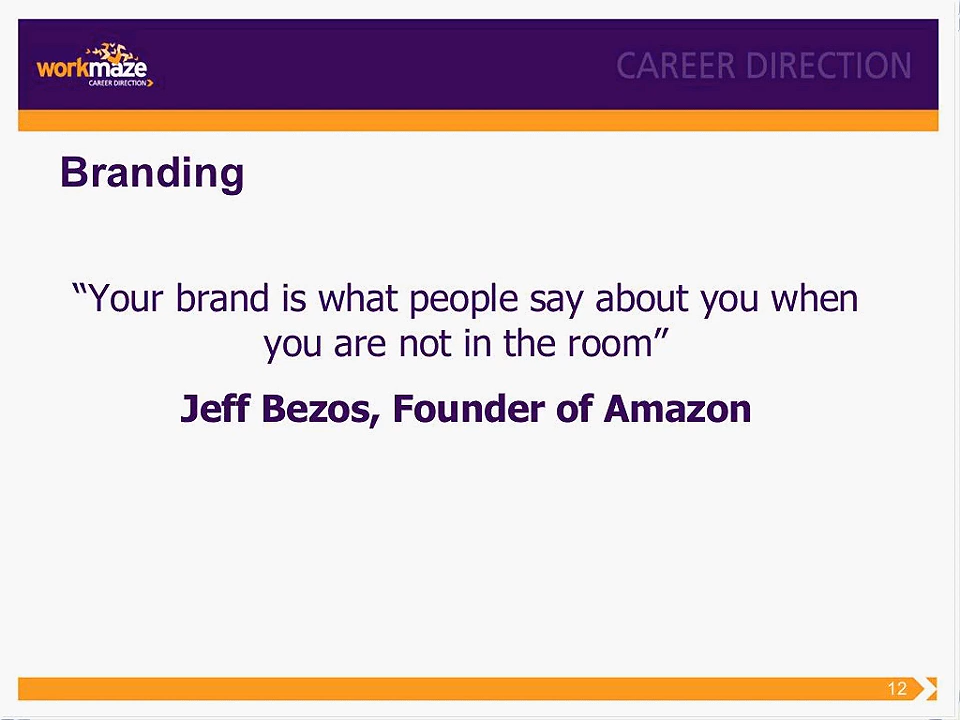 workmaze
CAREER DIRECTION
CAREER DIRECTION
Branding
“Your brand is what people say about you when
you are not in the room”
Jeff Bezos, Founder of Amazon
12